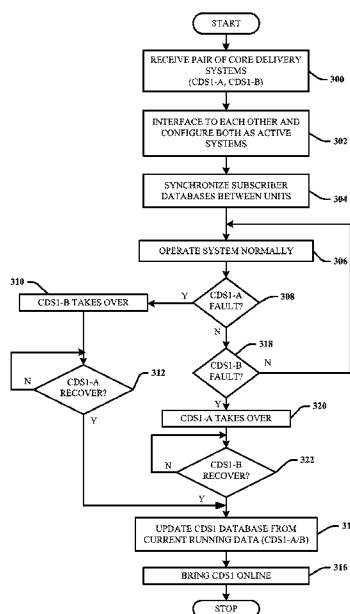 START
RECEIVE PAIR OF CORE DELIVERY
SYSTEMS
(CDS1-A, CDS1-B)
300
INTERFACE TO EACH OTHER AND
CONFIGURE BOTH AS ACTIVE
SYSTEMS
302
SYNCHRONIZE SUBSCRIBER
DATABASES BETWEEN UNITS
304
OPERATE SYSTEM NORMALLY
306
310
CDS1-B TAKES OVER
Y
CDS1-A
FAULT?
308
N
318
CDS1-B
FAULT?
N
Y
CDS1-A
RECOVER?
312
N
Y
320
CDS1-A TAKES OVER
CDS1-B
RECOVER?
322
N
Y
UPDATE CDS1 DATABASE FROM
CURRENT RUNNING DATA (CDS1-A/B)
31
BRING CDS1 ONLINE
316
STOP